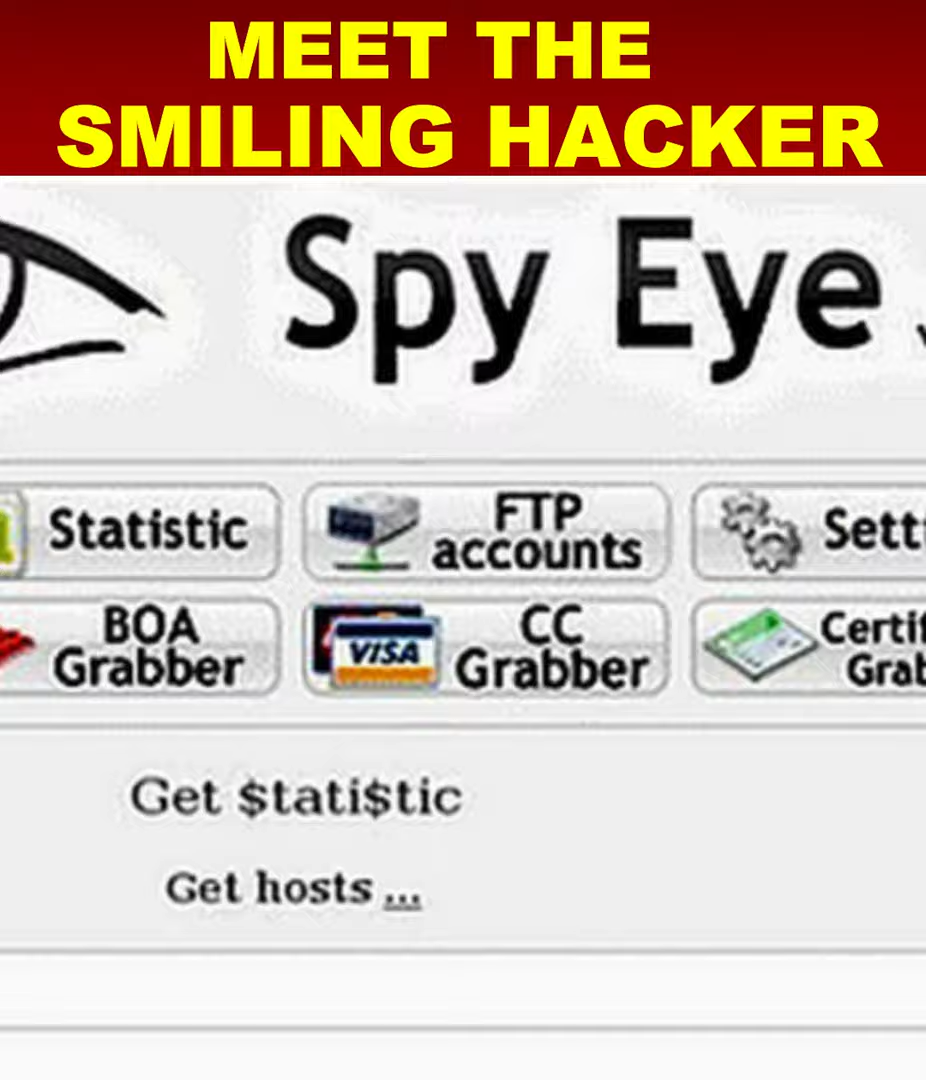 MEET THE
SMILING HACKER
Spy Eye
Statistic
FTP
accounts
BOA
Grabber
VISA
CC
Grabber
Get $tati$tic
Get hosts ...